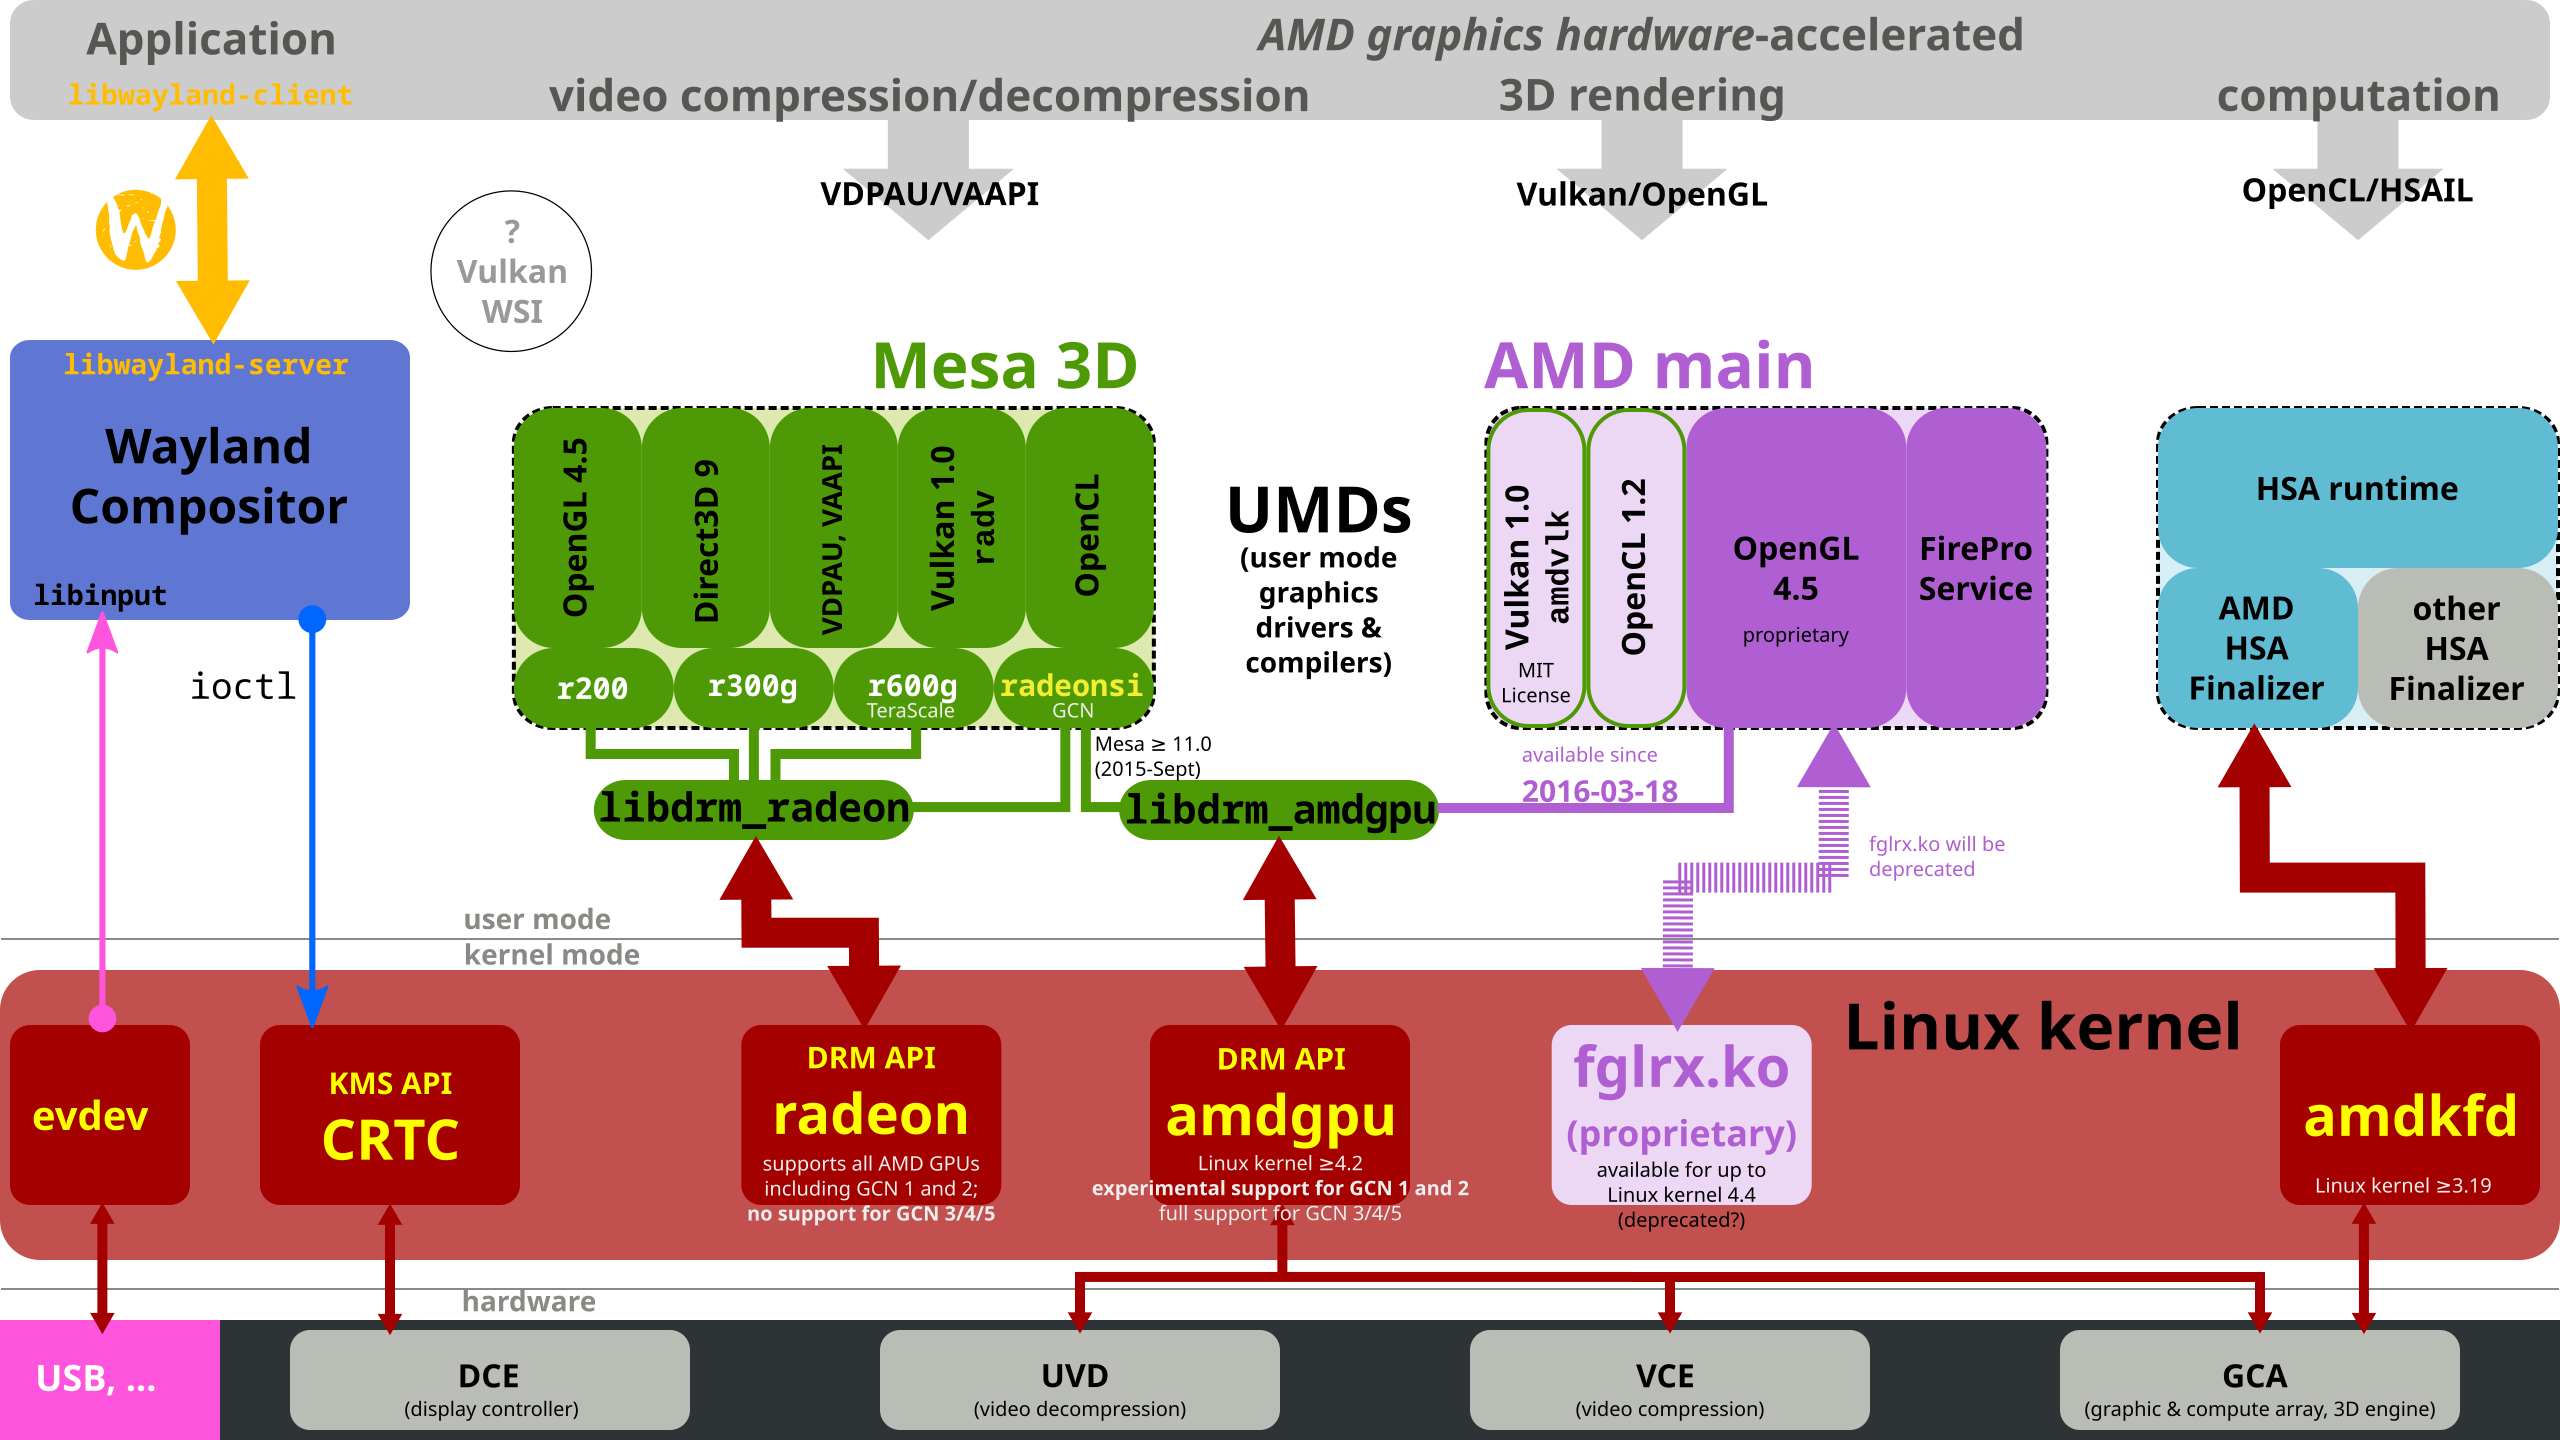 Application
libwayland-client
AMD graphics hardware-accelerated
video compression/decompression
3D rendering
computation
VDPAU/VAAPI
Vulkan/OpenGL
OpenCL/HSAIL
W
?
Vulkan
WSI
libwayland-server
Wayland
Compositor
libinput
ioctl
Mesa 3D
OpenGL 4.5
Direct3D 9
VDPAU, VAAPI
Vulkan 1.0
radv
OpenCL
r200
r300g
r600g
TeraScale
radeonsi
GCN
UMDs
(user mode
graphics
drivers &
compilers)
AMD main
Vulkan 1.0
amdvlk
MIT
License
OpenCL 1.2
OpenGL
4.5
proprietary
FirePro
Service
HSA runtime
AMD
HSA
Finalizer
other
HSA
Finalizer
Mesa ≥ 11.0
(2015-Sept)
libdrm_radeon
libdrm_amdgpu
available since
2016-03-18
fglrx.ko will be
deprecated
user mode
kernel mode
Linux kernel
evdev
KMS API
CRTC
DRM API
radeon
supports all AMD GPUs
including GCN 1 and 2;
no support for GCN 3/4/5
DRM API
amdgpu
Linux kernel ≥4.2
experimental support for GCN 1 and 2
full support for GCN 3/4/5
fglrx.ko
(proprietary)
available for up to
Linux kernel 4.4
(deprecated?)
amdkfd
Linux kernel ≥3.19
hardware
USB, ...
DCE
(display controller)
UVD
(video decompression)
VCE
(video compression)
GCA
(graphic & compute array, 3D engine)